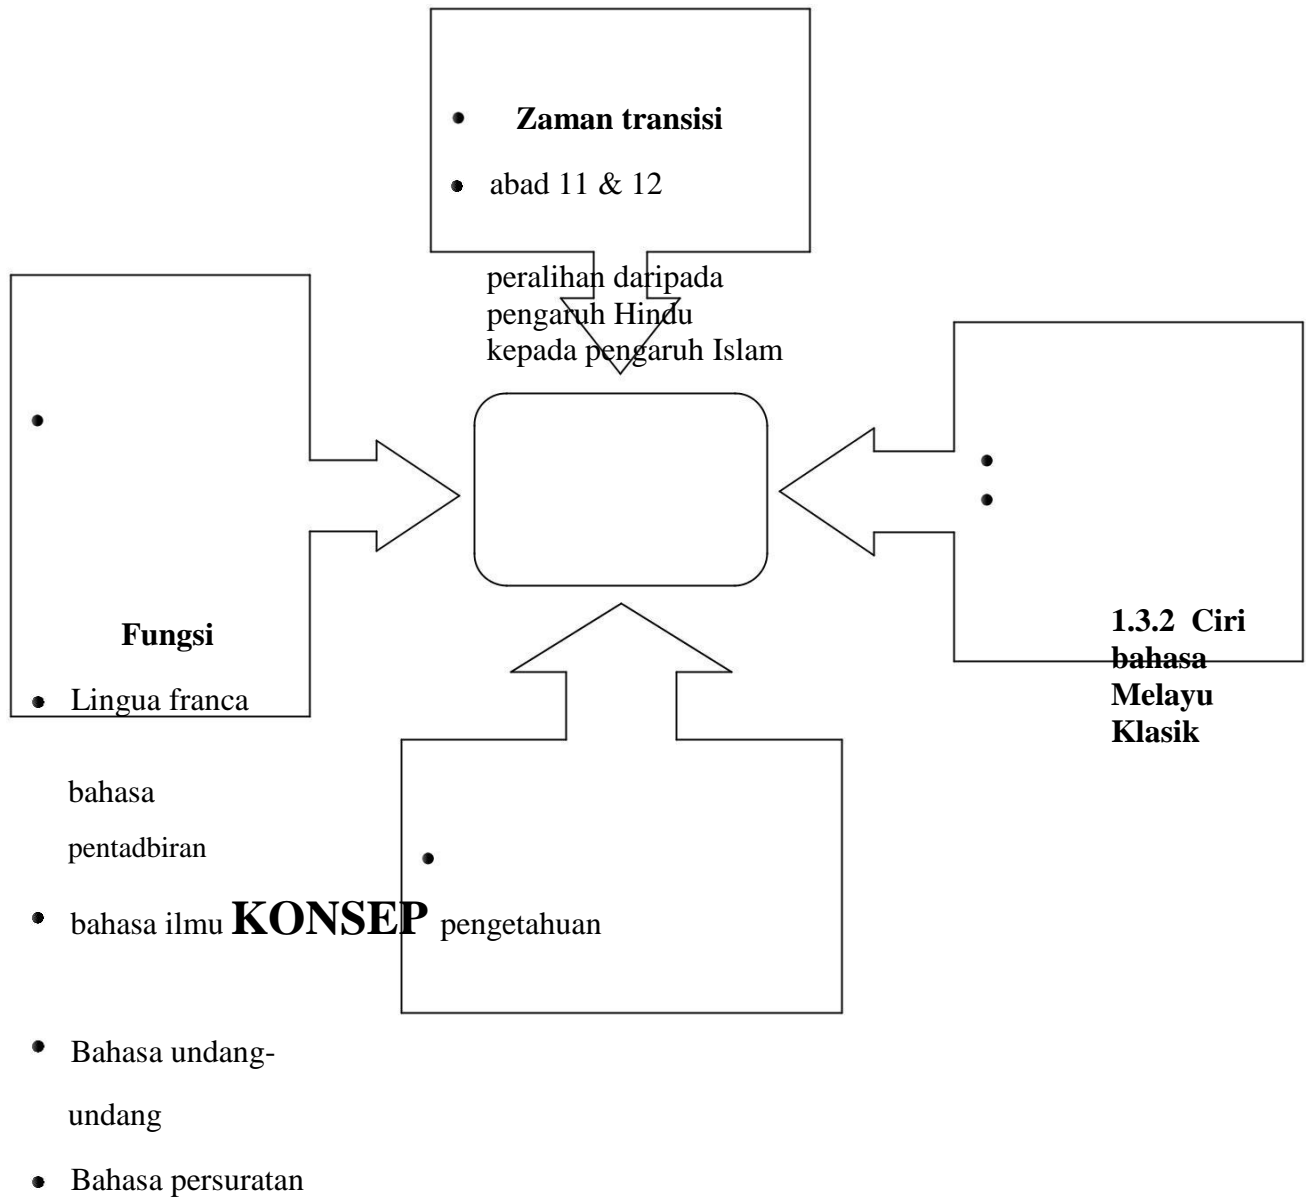 Zaman transisi
abad 11 & 12
peralihan daripada
pengaruh Hindu
kepada pengaruh Islam
Fungsi
Lingua franca
bahasa
pentadbiran
bahasa ilmu KONSEP pengetahuan
Bahasa undang-
undang
Bahasa persuratan
1.3.2 Ciri
bahasa
Melayu
Klasik